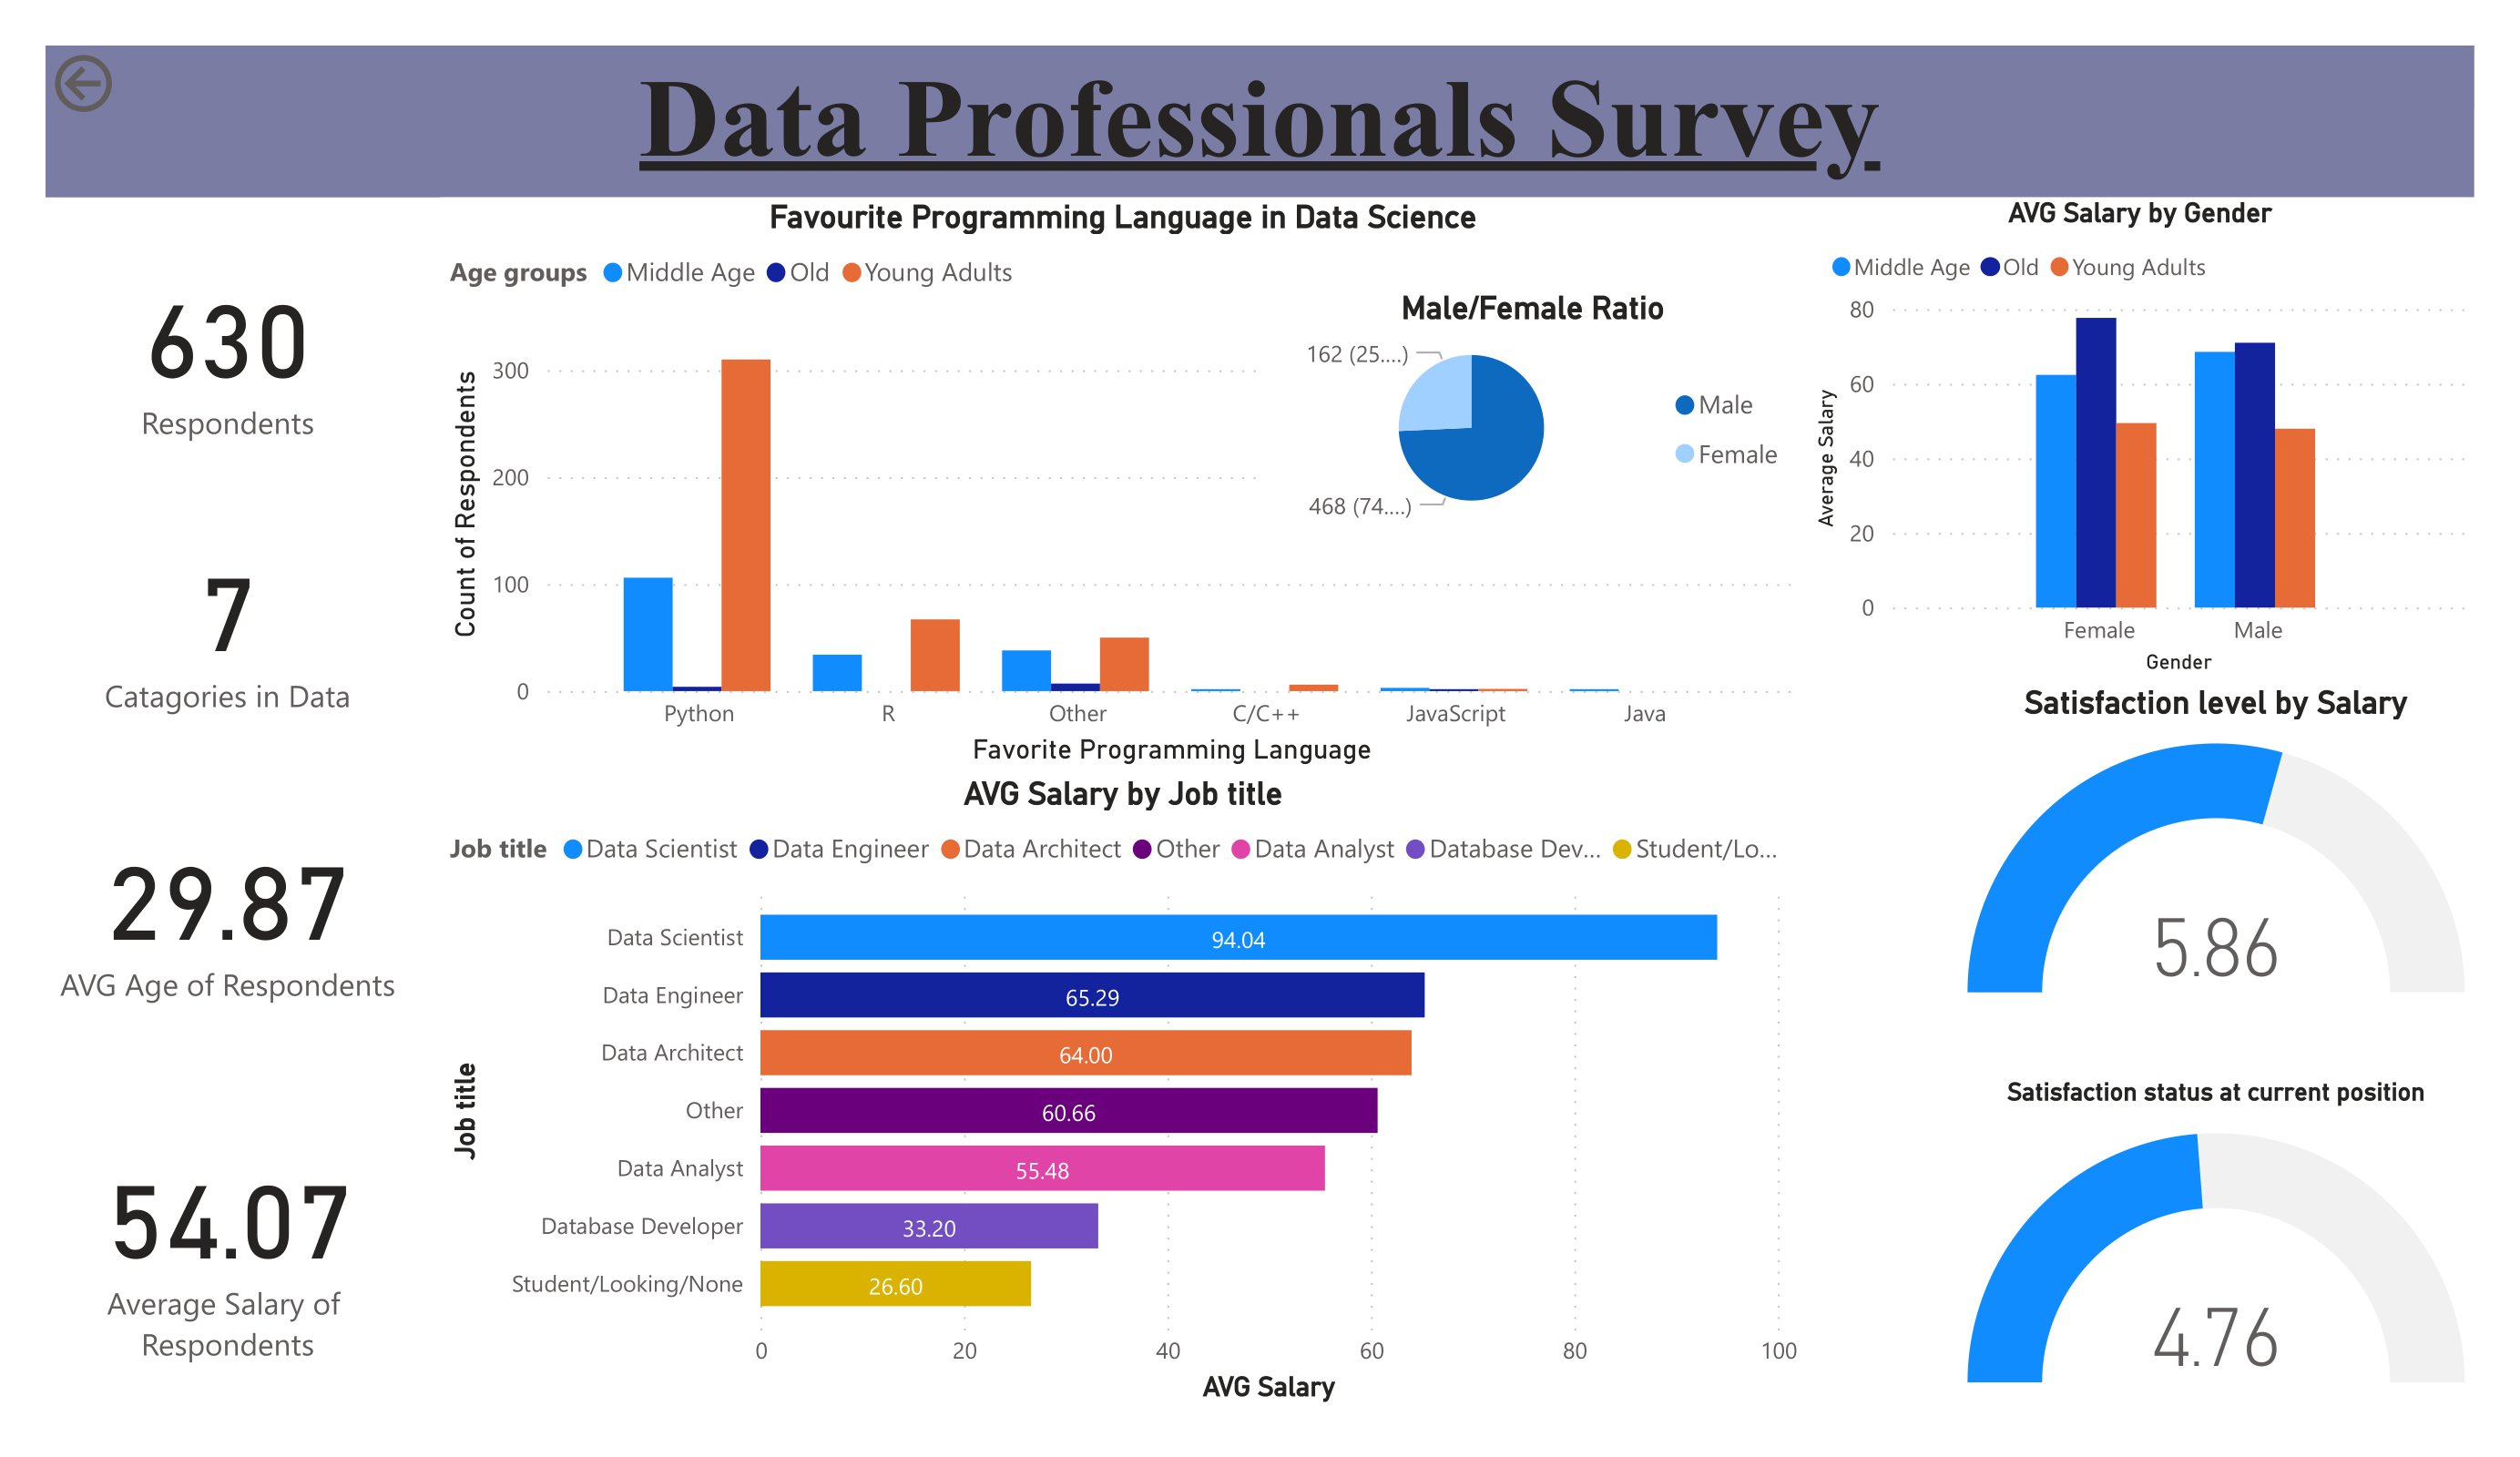 Data Professionals Survey
630
Respondents
7
Catagories in Data
29.87
AVG Age of Respondents
54.07
Average Salary of
Respondents
Favourite Programming Language in Data Science
Age groups Middle Age Old Young Adults
Count of Respondents
300
200
100
0
Python R Other C/C++ JavaScript Java
Favorite Programming Language
Male/Female Ratio
162 (25....)
468 (74....)
Male
Female
AVG Salary by Gender
Middle Age Old Young Adults
Average Salary
80
60
40
20
0
Female Male
Gender
AVG Salary by Job title
Job title Data Scientist Data Engineer Data Architect Other Data Analyst Database Dev... Student/Lo...
Job title
Data Scientist 94.04
Data Engineer 65.29
Data Architect 64.00
Other 60.66
Data Analyst 55.48
Database Developer 33.20
Student/Looking/None 26.60
0 20 40 60 80 100
AVG Salary
Satisfaction level by Salary
5.86
Satisfaction status at current position
4.76